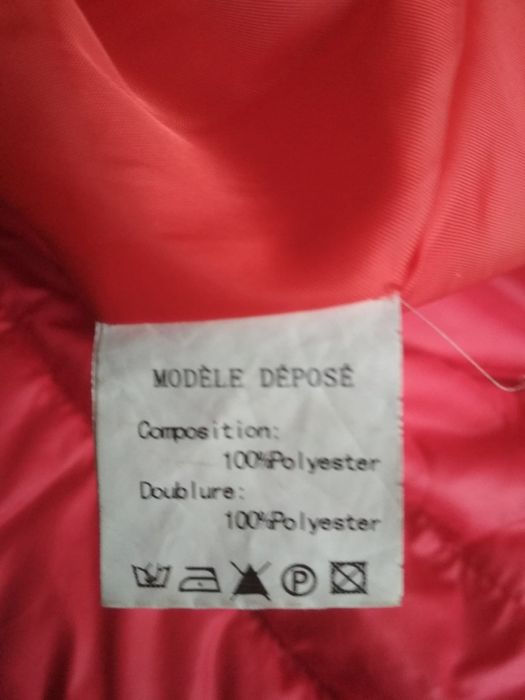 MODÈLE DÉPOSÉ
Composition:
100%Polyester
Doublure:
100%Polyester
P